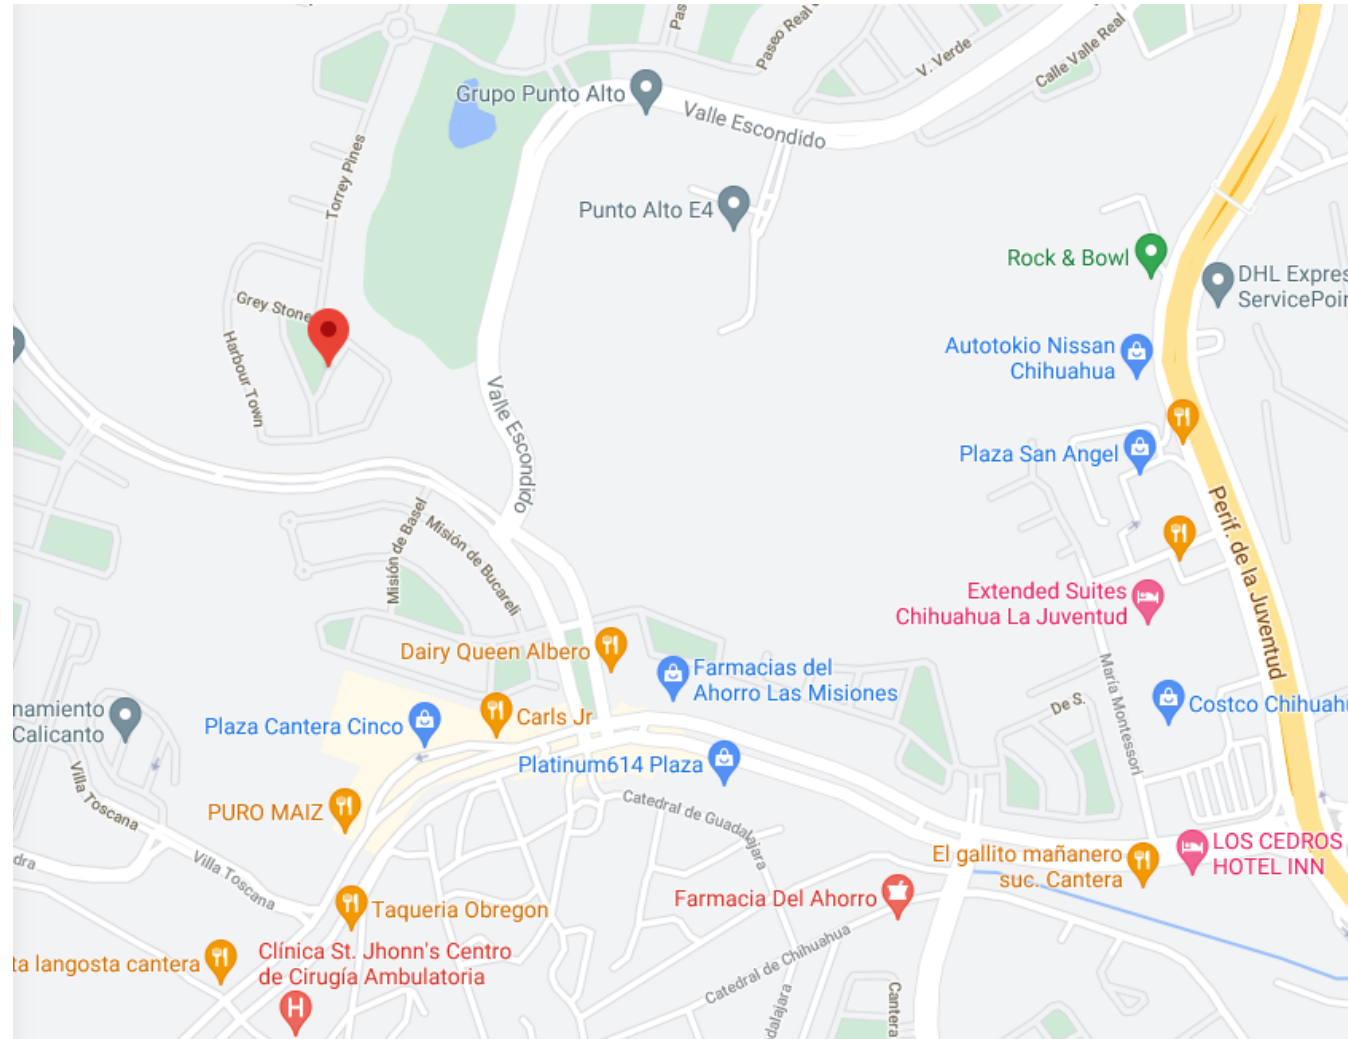 Pas
Paseo Real
V. Verde
Calle Valle Real
Grupo Punto Alto
Valle Escondido
Torrey Pines
Punto Alto E4
Rock & Bowl
DHL Expres
ServicePoin
Grey Stone
Harbour Town
Autotokio Nissan
Chihuahua
Valle Escondido
Plaza San Angel
Perif. de la Juventud
Misión de Basel
Misión de Bucareli
Extended Suites
Chihuahua La Juventud
Dairy Queen Albero
Farmacias del
Ahorro Las Misiones
María Montessori
De S.
Costco Chihuahu
namiento
Calicanto
Plaza Cantera Cinco
Carls Jr
Platinum614 Plaza
Villa Toscana
PURO MAIZ
Catedral de Guadalajara
Villa Toscana
dra
El gallito mañanero
suc. Cantera
LOS CEDROS
HOTEL INN
Farmacia Del Ahorro
Taqueria Obregon
Clínica St. Jhonn's Centro
de Cirugía Ambulatoria
ta langosta cantera
H
Catedral de Chihuahua
dalajara
Cantera